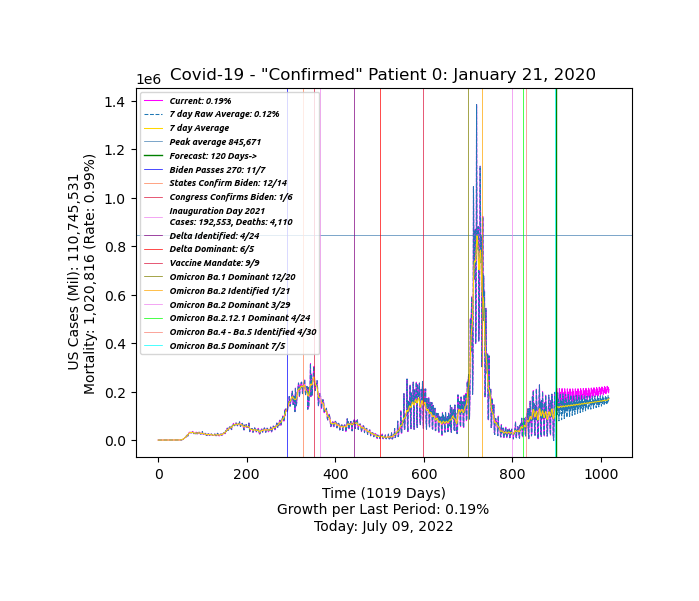 Covid-19 - "Confirmed" Patient 0: January 21, 2020
1e6
1.4
1.2
1.0
0.8
0.6
0.4
0.2
0.0
US Cases (Mil): 110,745,531
Mortality: 1,020,816 (Rate: 0.99%)
Current: 0.19%
7 day Raw Average: 0.12%
7 day Average
Peak average 845,671
Forecast: 120 Days->
Biden Passes 270: 11/7
States Confirm Biden: 12/14
Congress Confirms Biden: 1/6
Inauguration Day 2021
Cases: 192,553, Deaths: 4,110
Delta Identified: 4/24
Delta Dominant: 6/5
Vaccine Mandate: 9/9
Omicron Ba.1 Dominant 12/20
Omicron Ba.2 Identified 1/21
Omicron Ba.2 Dominant 3/29
Omicron Ba.2.12.1 Dominant 4/24
Omicron Ba.4 - Ba.5 Identified 4/30
Omicron Ba.5 Dominant 7/5
0 200 400 600 800 1000
Time (1019 Days)
Growth per Last Period: 0.19%
Today: July 09, 2022